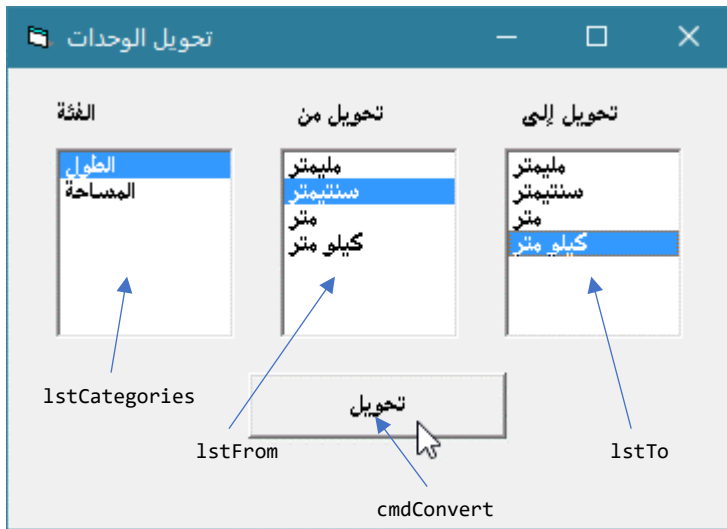 تحويل الوحدات
الفئة
تحويل من
تحويل إلى
الطول
المساحة
مليمتر
سنتيمتر
متر
كيلو متر
مليمتر
سنتيمتر
متر
كيلو متر
تحويل
lstCategories
lstFrom
lstTo
cmdConvert